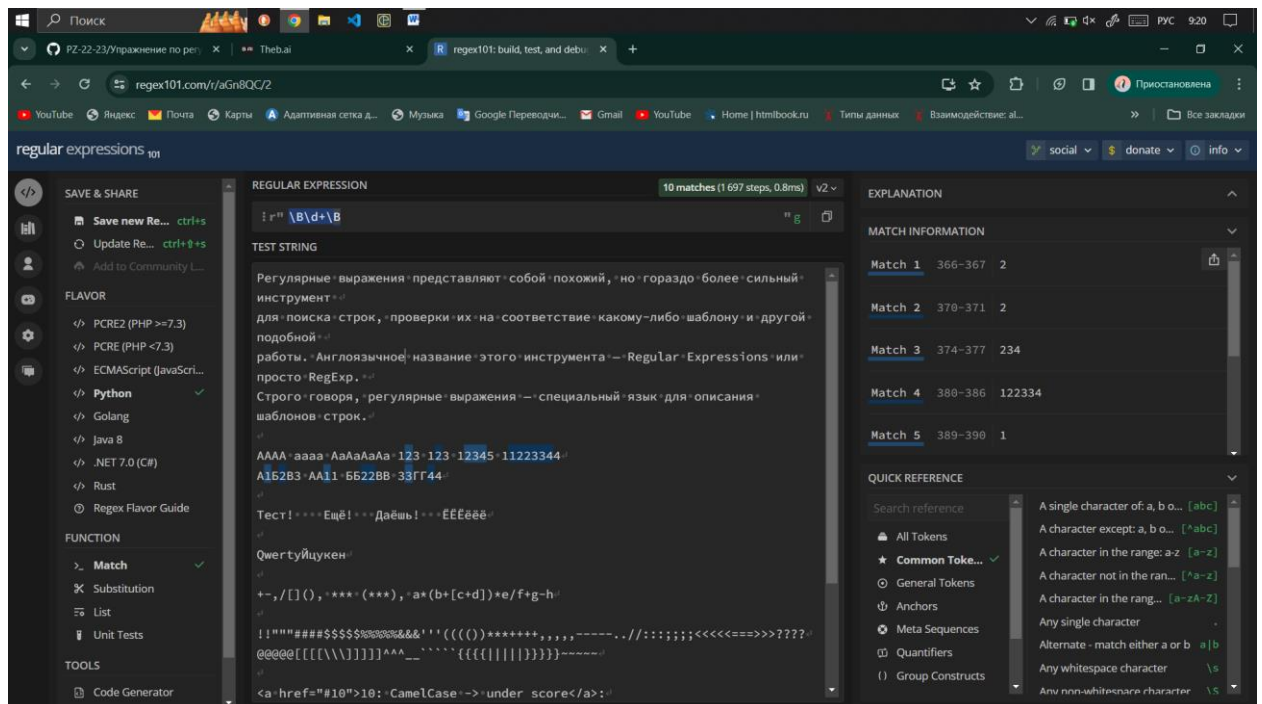 Поиск
РУС 9:20
PZ-22-23/Упражнение по рег
Theb.ai
regex101: build, test, and debu
regex101.com/r/aGn8QC/2
Приостановлена
YouTube Яндекс Почта Карты Адаптивная сетка д... Музыка Google Переводчи... Gmail YouTube Home | htmlbook.ru Типы данных Взаимодействие: al... » Все закладки
regular expressions 101
social donate info
SAVE & SHARE
Save new Re... ctrl+s
Update Re... ctrl+⇧+s
Add to Community L...
FLAVOR
PCRE2 (PHP >=7.3)
PCRE (PHP <7.3)
ECMAScript (JavaScri...
Python
Golang
Java 8
.NET 7.0 (C#)
Rust
Regex Flavor Guide
FUNCTION
Match
Substitution
List
Unit Tests
TOOLS
Code Generator
REGULAR EXPRESSION
10 matches (1 697 steps, 0.8ms) v2
r" \B\d+\B " g
TEST STRING
Регулярные выражения представляют собой похожий, но гораздо более сильный
инструмент
для поиска строк, проверки их на соответствие какому-либо шаблону и другой
подобной
работы. Англоязычное название этого инструмента — Regular Expressions или
просто RegExp.
Строго говоря, регулярные выражения — специальный язык для описания
шаблонов строк.
АААА аааа АаАаАаАа 123 123 12345 11223344
А1Б2В3 АА11 ББ22ВВ 33ГГ44
Тест! Ещё! Даёшь! ЁЁЁёёё
QwertyЙцукен
+-,/[](), *** (***), a*(b+[c+d])*e/f+g-h
!!"""####$$$$$%%%%%%&&&'''(((())***++++,,,,,-----..//:::;;;;<<<<<===>>>????
@@@@@[[[[\\\]]]]]^^^__`````{{{{|||||}}}}}~~~~~
<a href="#10">10: CamelCase -> under score</a>:
EXPLANATION
MATCH INFORMATION
Match 1 366-367 2
Match 2 370-371 2
Match 3 374-377 234
Match 4 380-386 122334
Match 5 389-390 1
QUICK REFERENCE
Search reference
All Tokens
Common Toke...
General Tokens
Anchors
Meta Sequences
Quantifiers
Group Constructs
A single character of: a, b o... [abc]
A character except: a, b o... [^abc]
A character in the range: a-z [a-z]
A character not in the ran... [^a-z]
A character in the rang... [a-zA-Z]
Any single character .
Alternate - match either a or b a|b
Any whitespace character \s
Any non-whitespace character \S